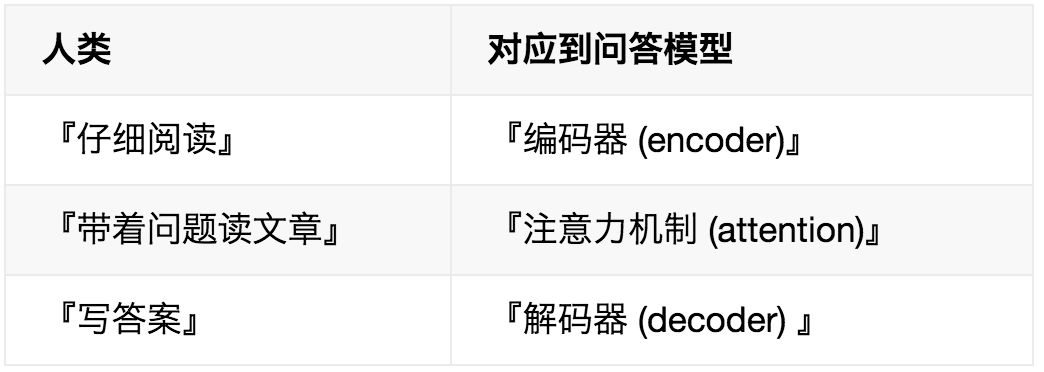 人类 对应到问答模型
『仔细阅读』 『编码器 (encoder)』
『带着问题读文章』 『注意力机制 (attention)』
『写答案』 『解码器 (decoder) 』